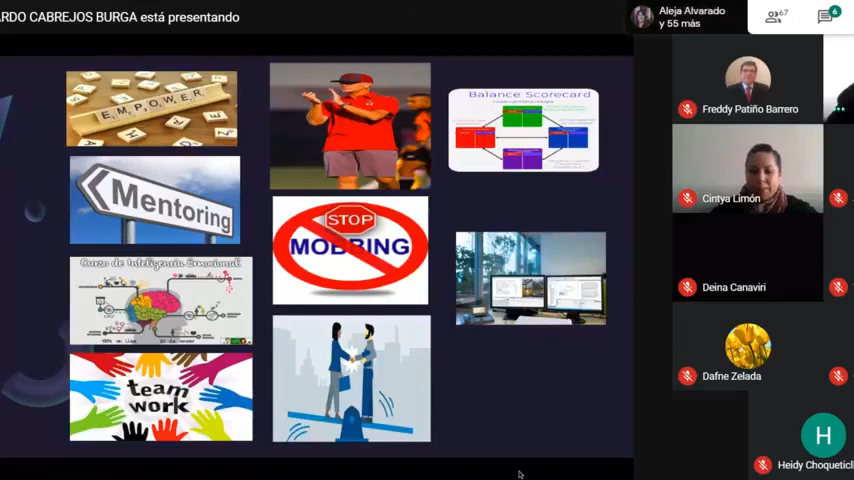 ARDO CABREJOS BURGA está presentando
Aleja Alvarado
y 55 más
67
6
EMPOWER
Mentoring
Curso de Inteligencia Emocional
team
work
STOP
MOBBING
Balance Scorecard
Freddy Patiño Barrero
Cintya Limón
Deina Canaviri
Dafne Zelada
H
Heidy Choqueticll